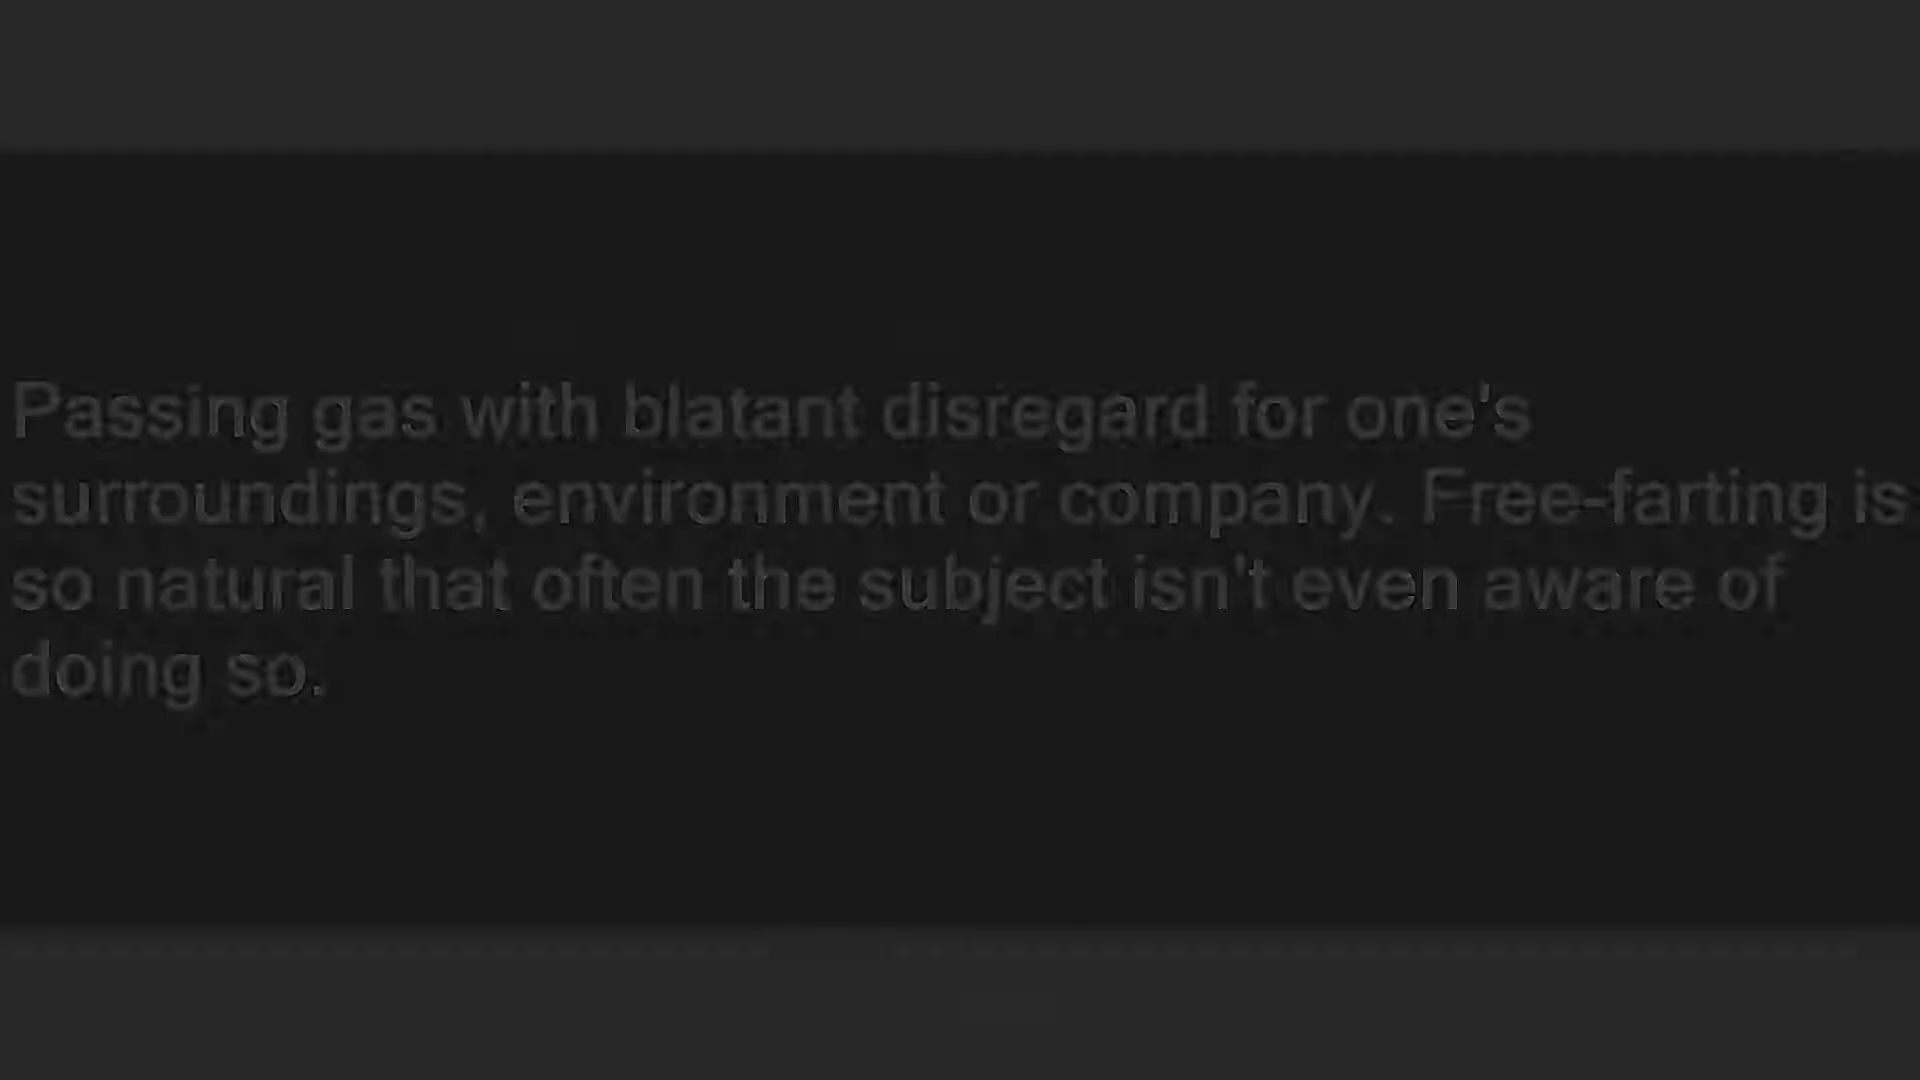 Passing gas with blatant disregard for one's
surroundings, environment or company. Free-farting is
so natural that often the subject isn't even aware of
doing so.